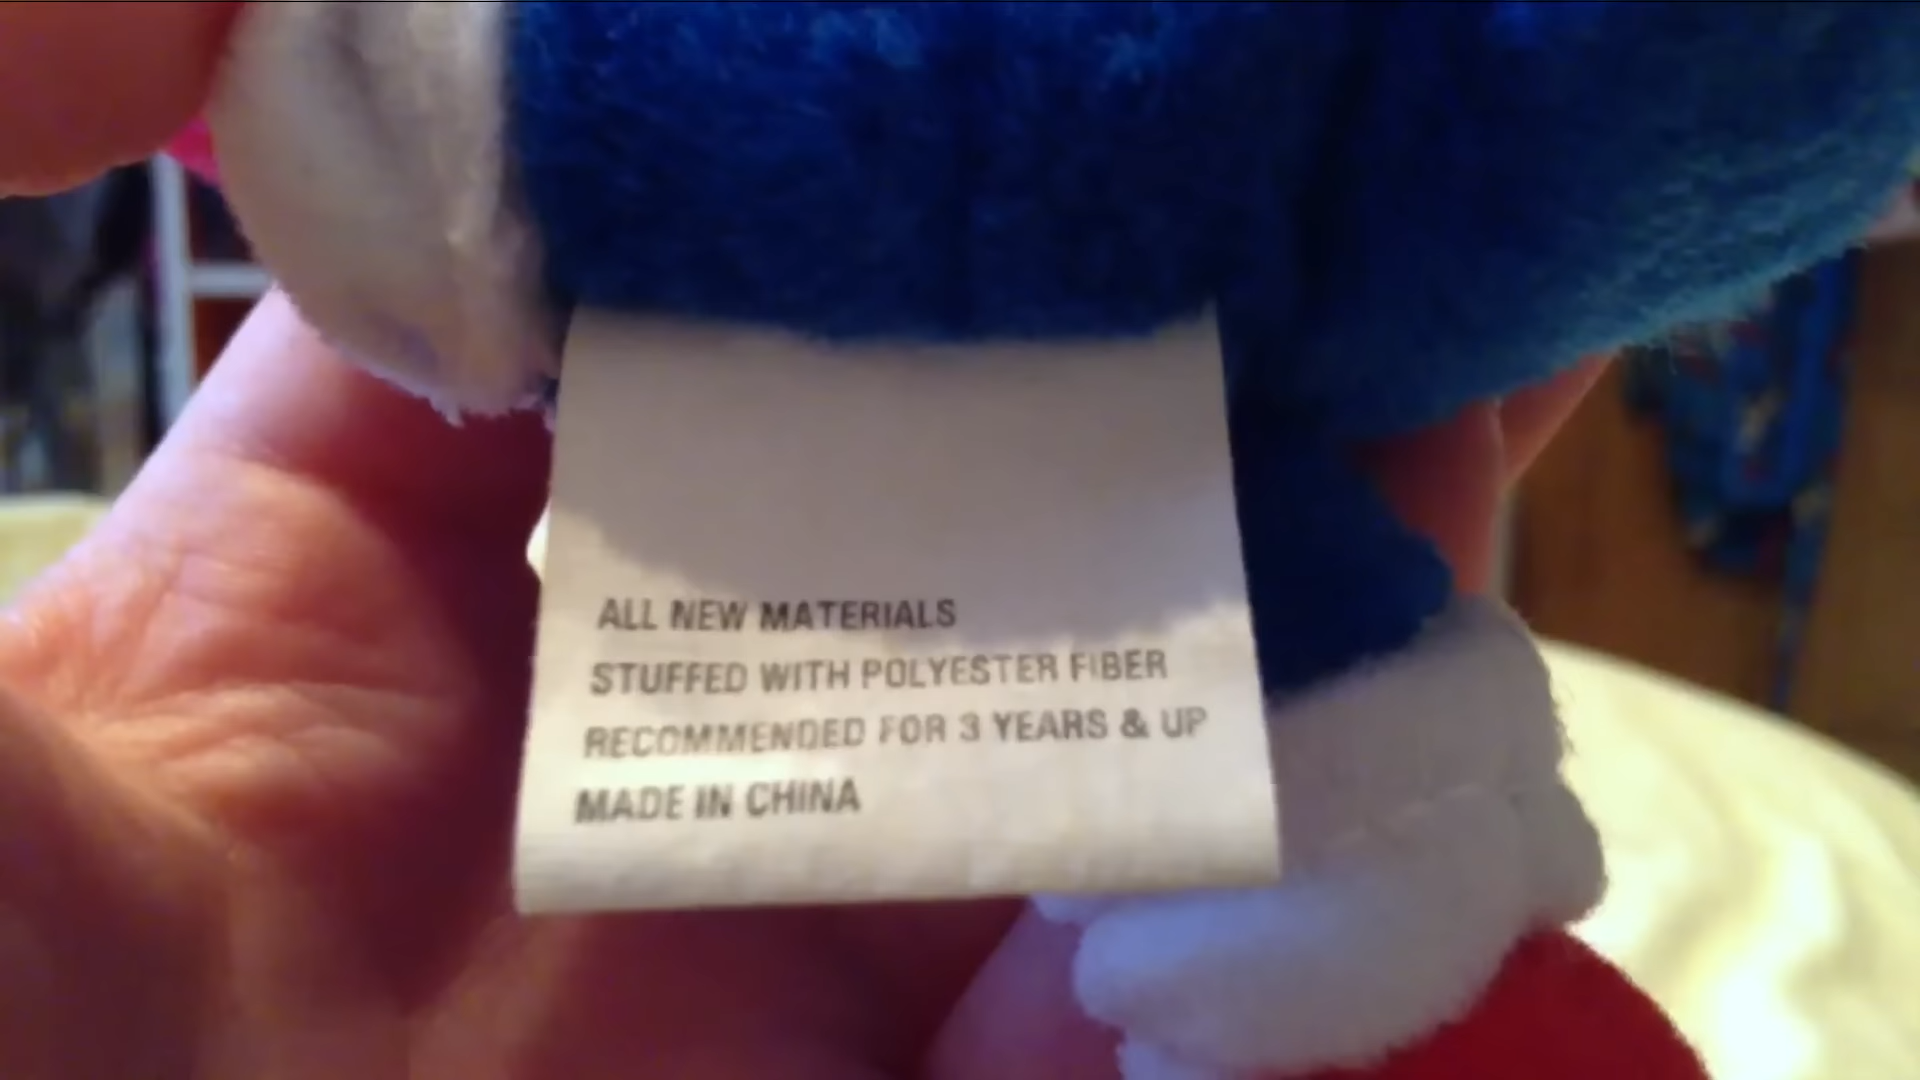 ALL NEW MATERIALS
STUFFED WITH POLYESTER FIBER
RECOMMENDED FOR 3 YEARS & UP
MADE IN CHINA